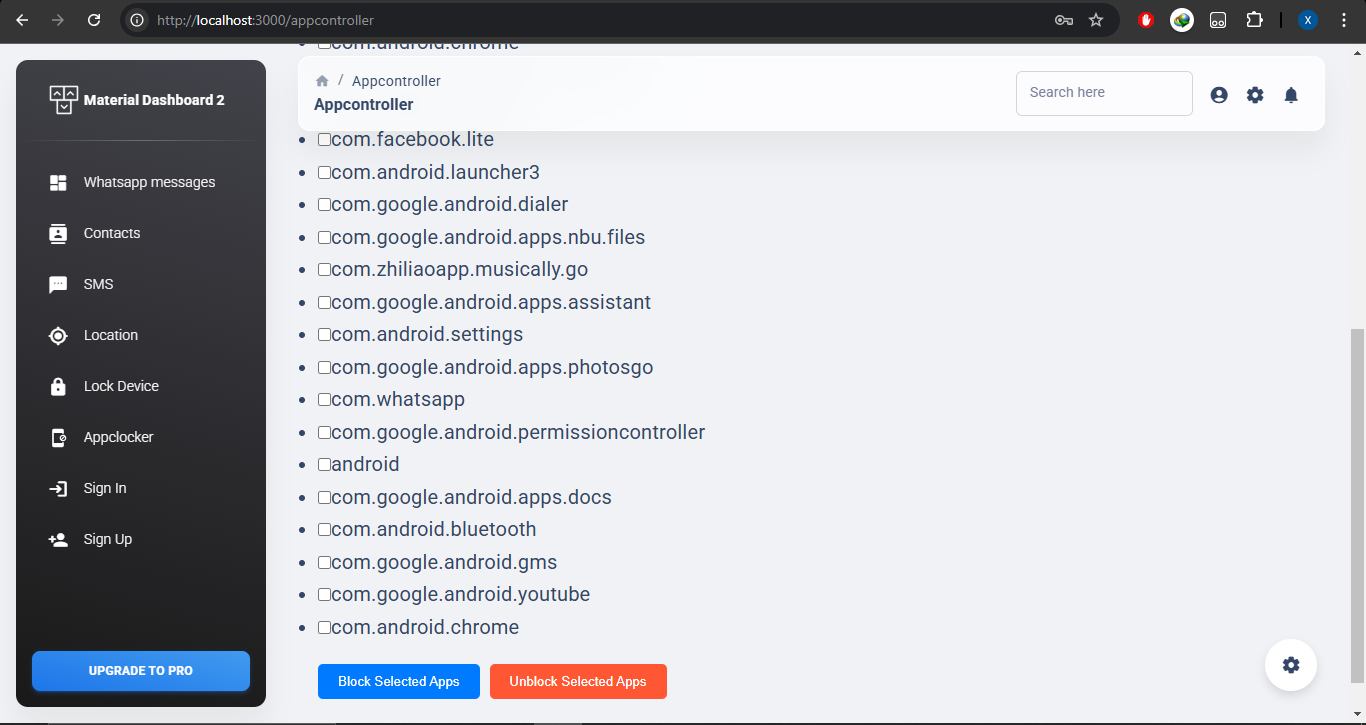 http://localhost:3000/appcontroller
X
com.android.chrome
Material Dashboard 2
/ Appcontroller
Appcontroller
Search here
Whatsapp messages
Contacts
SMS
Location
Lock Device
Appclocker
Sign In
Sign Up
UPGRADE TO PRO
com.facebook.lite
com.android.launcher3
com.google.android.dialer
com.google.android.apps.nbu.files
com.zhiliaoapp.musically.go
com.google.android.apps.assistant
com.android.settings
com.google.android.apps.photosgo
com.whatsapp
com.google.android.permissioncontroller
android
com.google.android.apps.docs
com.android.bluetooth
com.google.android.gms
com.google.android.youtube
com.android.chrome
Block Selected Apps
Unblock Selected Apps